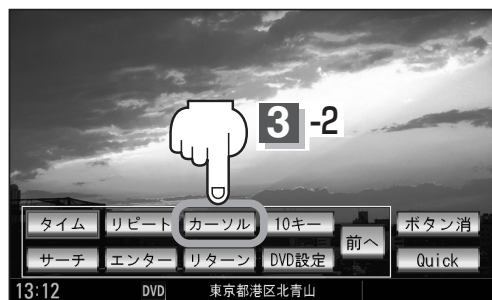 3 -2
タイム リピート カーソル 10キー 前へ ボタン消
サーチ エンター リターン DVD設定 Quick
13:12 DVD 東京都港区北青山